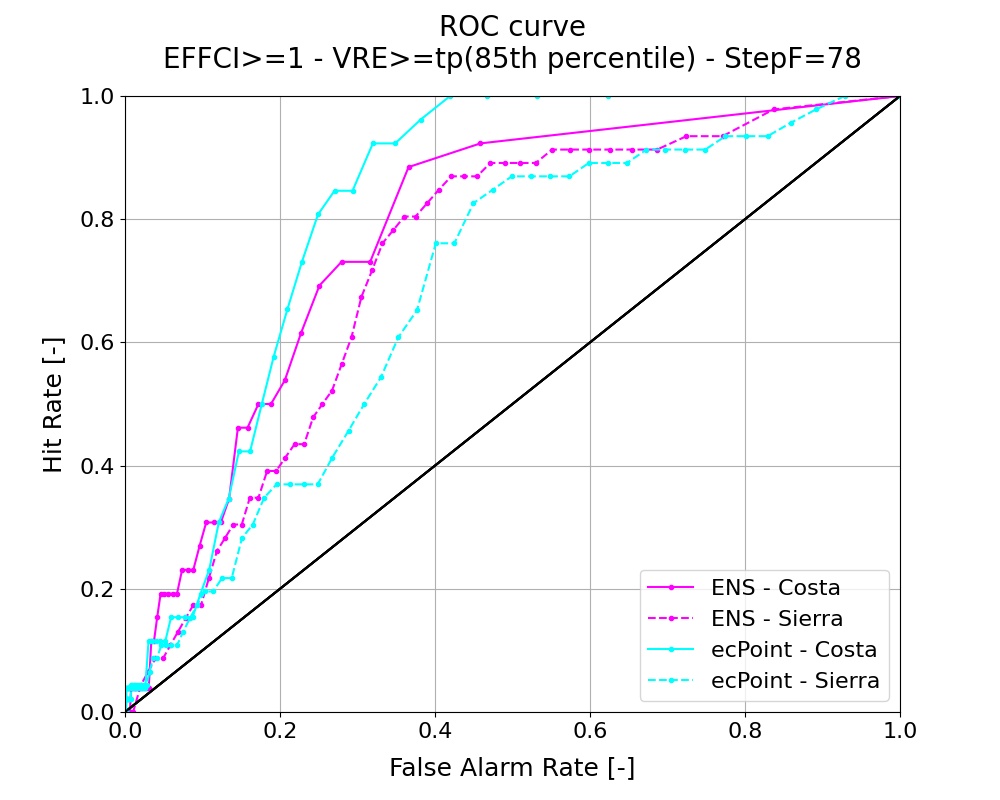 ROC curve
EFFCI>=1 - VRE>=tp(85th percentile) - StepF=78
1.0
0.8
0.6
0.4
0.2
0.0
Hit Rate [-]
0.0 0.2 0.4 0.6 0.8 1.0
False Alarm Rate [-]
ENS - Costa
ENS - Sierra
ecPoint - Costa
ecPoint - Sierra